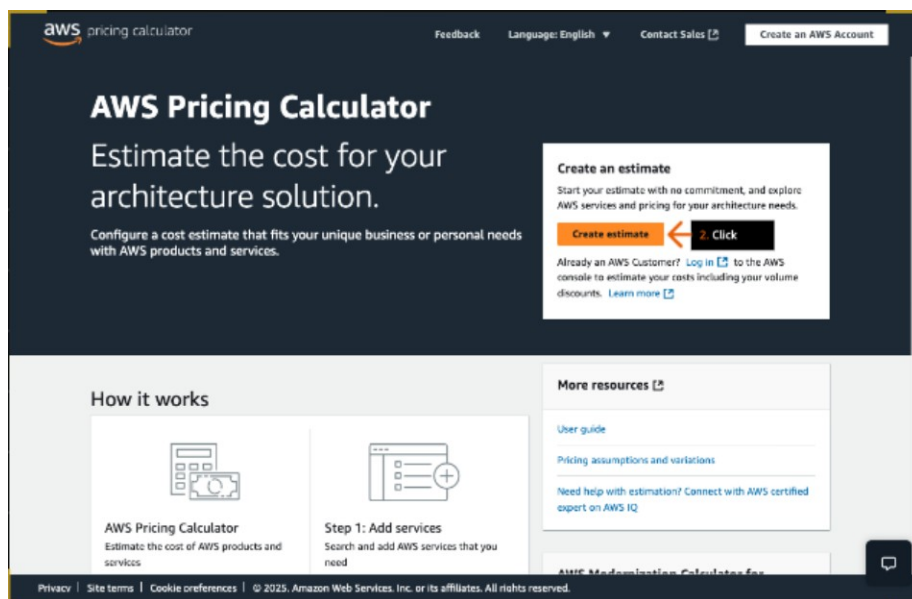 aws pricing calculator
Feedback
Language: English ▼
Contact Sales
Create an AWS Account
AWS Pricing Calculator
Estimate the cost for your
architecture solution.
Configure a cost estimate that fits your unique business or personal needs
with AWS products and services.
Create an estimate
Start your estimate with no commitment, and explore
AWS services and pricing for your architecture needs.
Create estimate
2. Click
Already an AWS Customer? Log in to the AWS
console to estimate your costs including your volume
discounts. Learn more
How it works
AWS Pricing Calculator
Estimate the cost of AWS products and
services
Step 1: Add services
Search and add AWS services that you
need
More resources
User guide
Pricing assumptions and variations
Need help with estimation? Connect with AWS certified
expert on AWS IQ
AWS Modernization Calculator for
Privacy | Site terms | Cookie preferences | © 2025, Amazon Web Services, Inc. or its affiliates. All rights reserved.